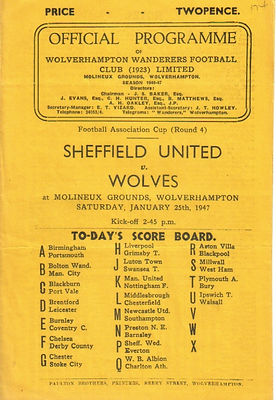 PRICE - - TWOPENCE.
OFFICIAL PROGRAMME
OF
WOLVERHAMPTON WANDERERS FOOTBALL
CLUB (1923) LIMITED
MOLINEUX GROUNDS, WOLVERHAMPTON.
SEASON 1946-47
Directors:
Chairman - J. S. BAKER, Esq.
J. EVANS, Esq. C. H. HUNTER, Esq. B. MATTHEWS, Esq.
A. H. OAKLEY, Esq., J.P.
Secretary-Manager: E. T. VIZARD. Assistant-Secretary: J. T. HOWLEY.
Telephone: 24053/4. Telegrams: "Wanderers," Wolverhampton.
Football Association Cup (Round 4)
SHEFFIELD UNITED
v.
WOLVES
at MOLINEUX GROUNDS, WOLVERHAMPTON
SATURDAY, JANUARY 25th, 1947
Kick-off 2-45 p.m.
TO-DAY'S SCORE BOARD.
A Birmingham
Portsmouth
B Bolton Wand.
Man. City
C Blackburn
Port Vale
D Brentford
Leicester
E Burnley
Coventry C.
F Chelsea
Derby County
G Chester
Stoke City
H Liverpool
Grimsby T.
J Luton Town
Swansea T.
K Man. United
Nottingham F.
L Middlesbrough
Chesterfield
M Newcastle Utd.
Southampton
N Preston N. E.
Barnsley
P Sheff. Wed.
Everton
Q W. B. Albion
Charlton Ath.
R Aston Villa
Blackpool
S Millwall
West Ham
T Plymouth A.
Bury
U Ipswich T.
Walsall
V
W
X
PAULTON BROTHERS, PRINTERS, BERRY STREET, WOLVERHAMPTON.